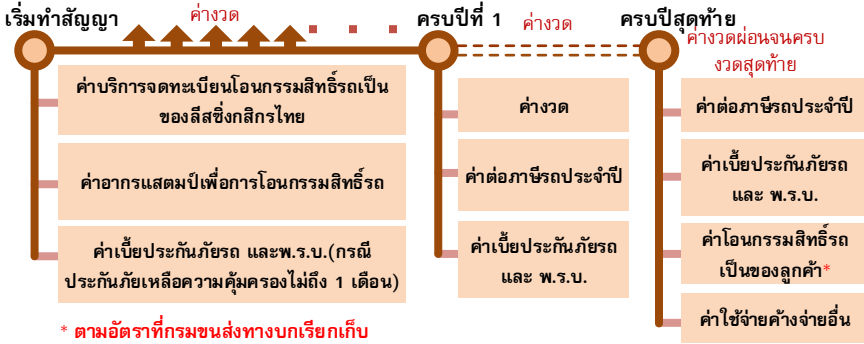 เริ่มทำสัญญา
ค่างวด
ครบปีที่ 1
ค่างวด
ครบปีสุดท้าย
ค่างวดผ่อนจนครบ
งวดสุดท้าย
ค่าบริการจดทะเบียนโอนกรรมสิทธิ์รถเป็น
ของลีสซิ่งกสิกรไทย
ค่าอากรแสตมป์เพื่อการโอนกรรมสิทธิ์รถ
ค่าเบี้ยประกันภัยรถ และพ.ร.บ.(กรณี
ประกันภัยเหลือความคุ้มครองไม่ถึง 1 เดือน)
* ตามอัตราที่กรมขนส่งทางบกเรียกเก็บ
ค่างวด
ค่าต่อภาษีรถประจำปี
ค่าเบี้ยประกันภัยรถ
และ พ.ร.บ.
ค่าต่อภาษีรถประจำปี
ค่าเบี้ยประกันภัยรถ
และ พ.ร.บ.
ค่าโอนกรรมสิทธิ์รถ
เป็นของลูกค้า*
ค่าใช้จ่ายค้างจ่ายอื่น